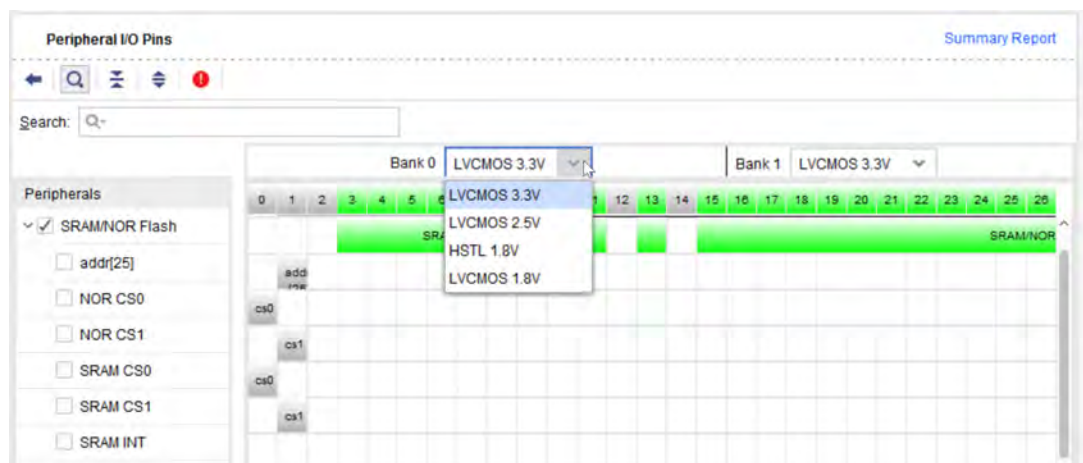 Peripheral I/O Pins Summary Report
Search:
Bank 0 LVCMOS 3.3V Bank 1 LVCMOS 3.3V
Peripherals 0 1 2 3 4 5 12 13 14 15 16 17 18 19 20 21 22 23 24 25 26
LVCMOS 3.3V
SRAM/NOR Flash SRAM/NOR
LVCMOS 2.5V
HSTL 1.8V
addr[25]
LVCMOS 1.8V
NOR CS0 cs0
NOR CS1 cs1
SRAM CS0 cs0
SRAM CS1 cs1
SRAM INT